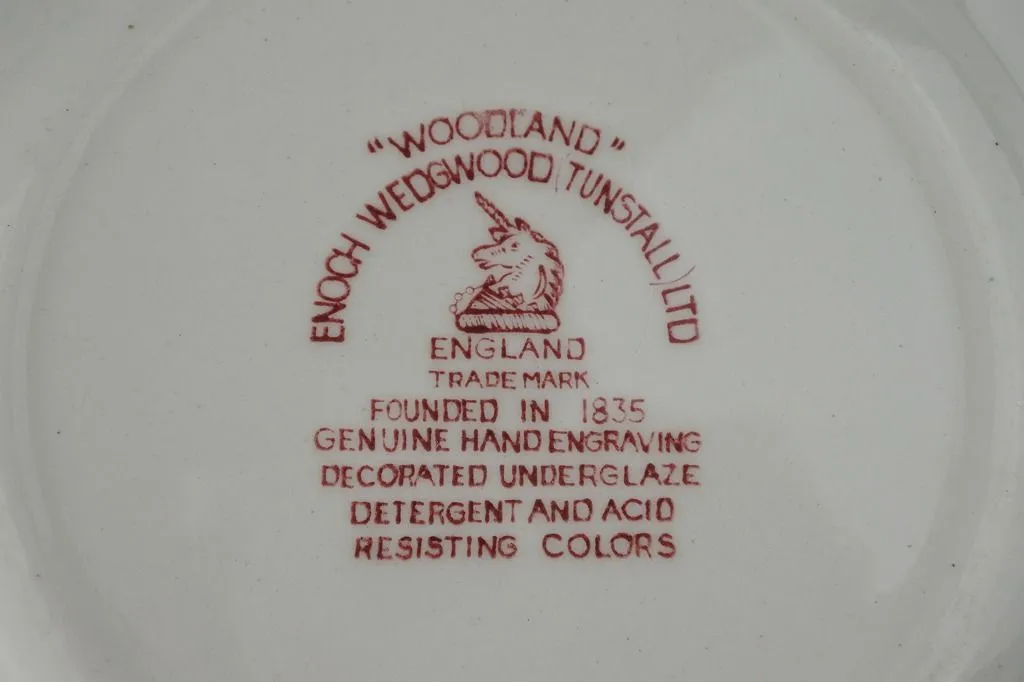 "WOODLAND"
ENOCH WEDGWOOD (TUNSTALL) LTD
ENGLAND
TRADE MARK
FOUNDED IN 1835
GENUINE HAND ENGRAVING
DECORATED UNDERGLAZE
DETERGENT AND ACID
RESISTING COLORS